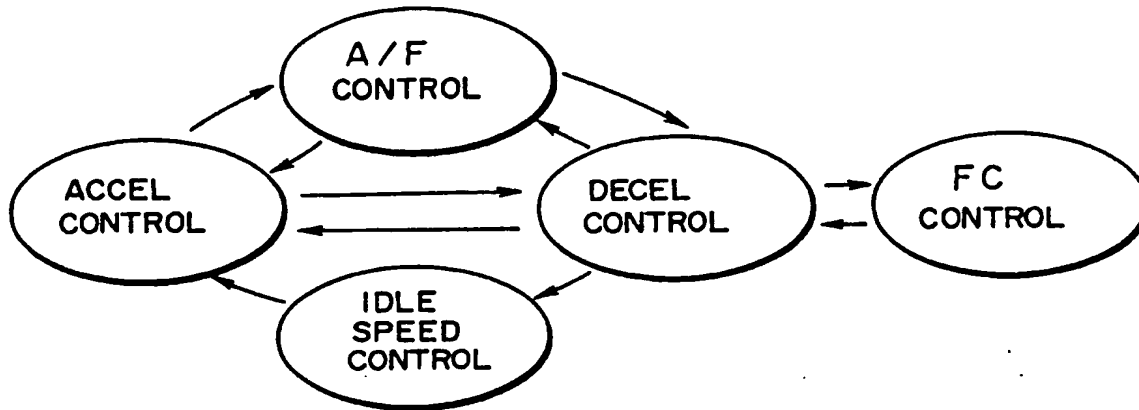 A/F
CONTROL
ACCEL
CONTROL
DECEL
CONTROL
FC
CONTROL
IDLE
SPEED
CONTROL